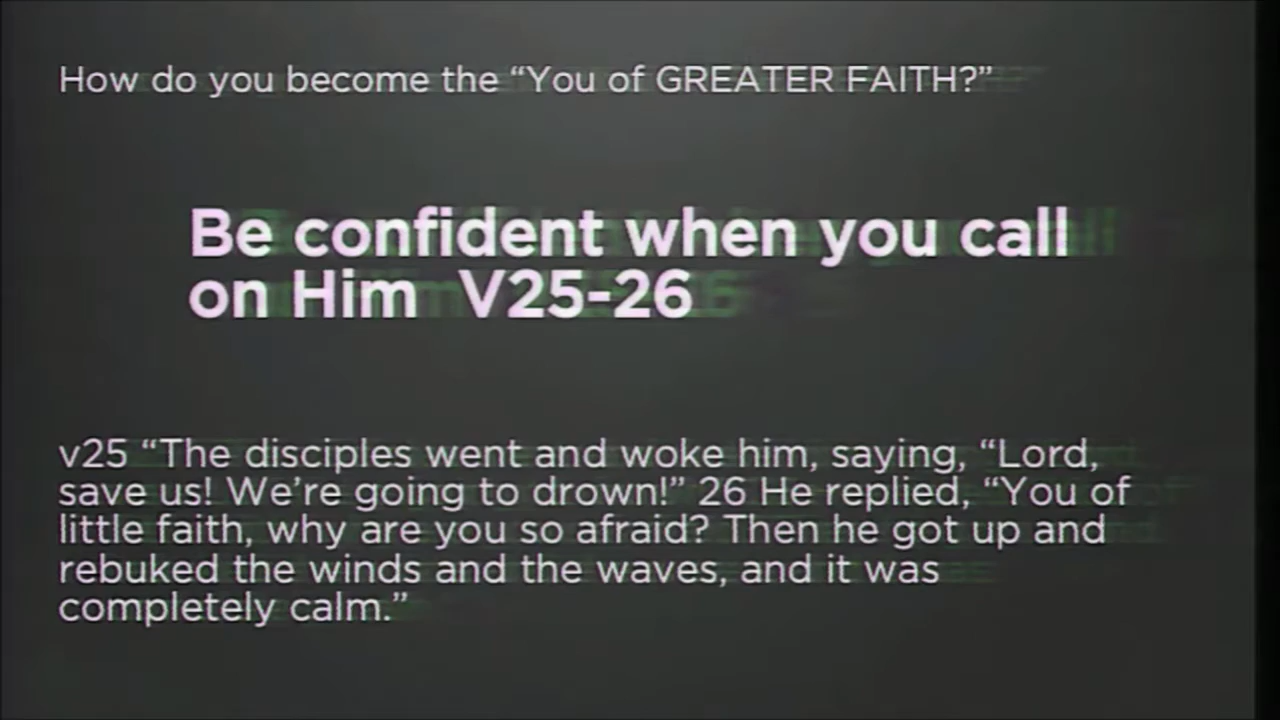 How do you become the “You of GREATER FAITH?”
Be confident when you call
on Him  V25-26
v25 “The disciples went and woke him, saying, “Lord,
save us! We’re going to drown!” 26 He replied, “You of
little faith, why are you so afraid? Then he got up and
rebuked the winds and the waves, and it was
completely calm.”